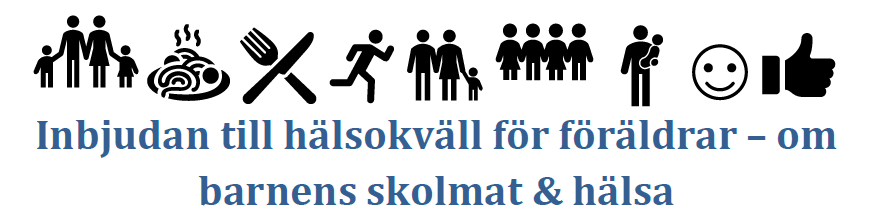 Inbjudan till hälsokväll för föräldrar – om
barnens skolmat & hälsa